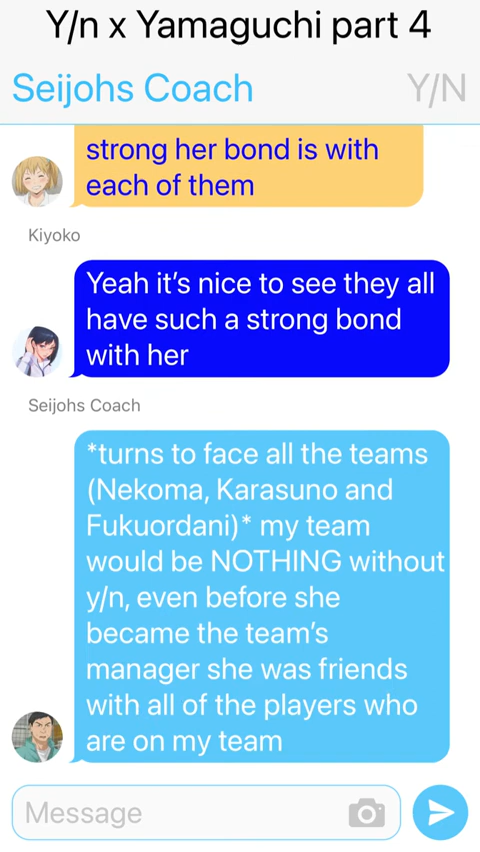 Y/n x Yamaguchi part 4
Seijohs Coach
Y/N
strong her bond is with
each of them
Kiyoko
Yeah it's nice to see they all
have such a strong bond
with her
Seijohs Coach
*turns to face all the teams
(Nekoma, Karasuno and
Fukuordani)* my team
would be NOTHING without
y/n, even before she
became the team's
manager she was friends
with all of the players who
are on my team
Message